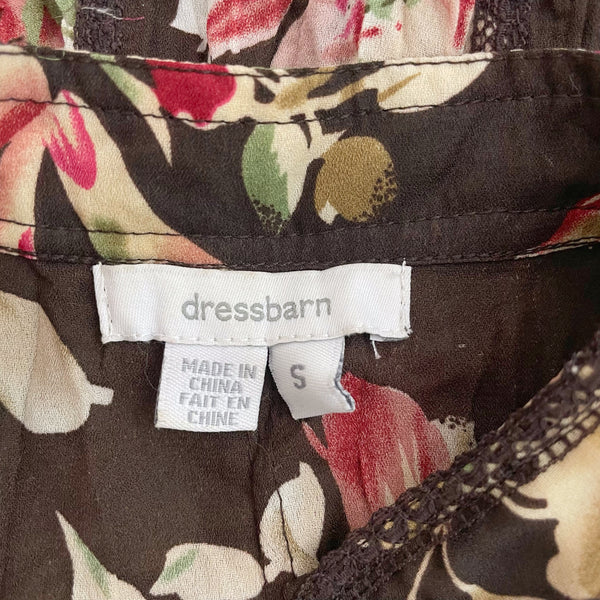 dressbarn
MADE IN
CHINA
FAIT EN
CHINE
S